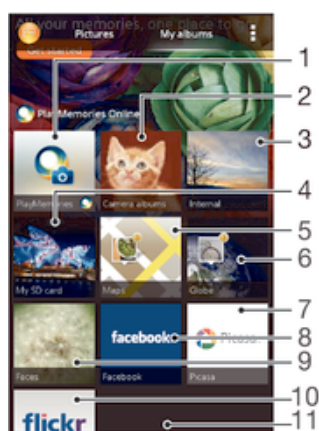 All your memories, one place to g
Pictures My albums
Get started
PlayMemories Online
PlayMemories
Camera albums
Internal
My SD card
Maps
Globe
Faces
facebook
Facebook
Picasa
Picasa
flickr
1
2
3
4
5
6
7
8
9
10
11